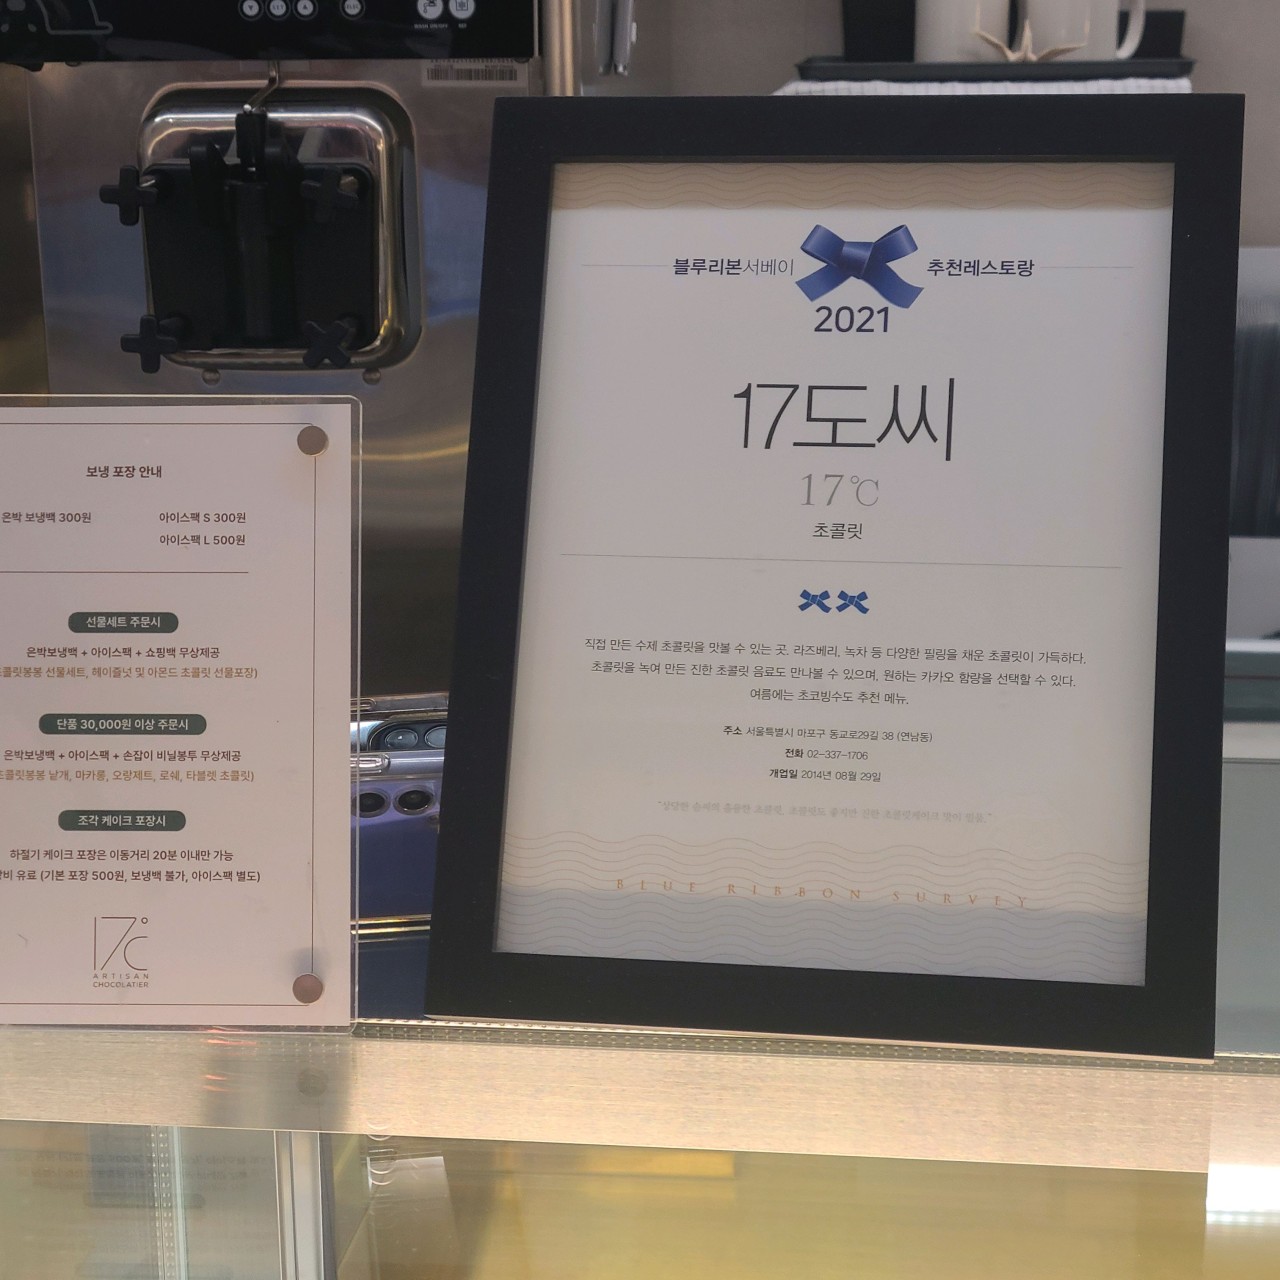 보냉 포장 안내
은박 보냉백 300원
아이스팩 S 300원
아이스팩 L 500원
선물세트 주문시
은박보냉백 + 아이스팩 + 쇼핑백 무상제공
콜릿봉봉 선물세트, 헤이즐넛 및 아몬드 초콜릿 선물포장)
단품 30,000원 이상 주문시
은박보냉백 + 아이스팩 + 손잡이 비닐봉투 무상제공
콜릿봉봉 낱개, 마카롱, 오랑제트, 로쉐, 타블렛 초콜릿)
조각 케이크 포장시
하절기 케이크 포장은 이동거리 20분 이내만 가능
비 유료 (기본 포장 500원, 보냉백 불가, 아이스팩 별도)
17℃
ARTISAN
CHOCOLATIER
블루리본서베이 추천레스토랑
2021
17도씨
17℃
초콜릿
직접 만든 수제 초콜릿을 맛볼 수 있는 곳. 라즈베리, 녹차 등 다양한 필링을 채운 초콜릿이 가득하다.
초콜릿을 녹여 만든 진한 초콜릿 음료도 만나볼 수 있으며, 원하는 카카오 함량을 선택할 수 있다.
여름에는 초코빙수도 추천 메뉴.
주소 서울특별시 마포구 동교로29길 38 (연남동)
전화 02-337-1706
개업일 2014년 08월 29일
BLUE RIBBON SURVEY